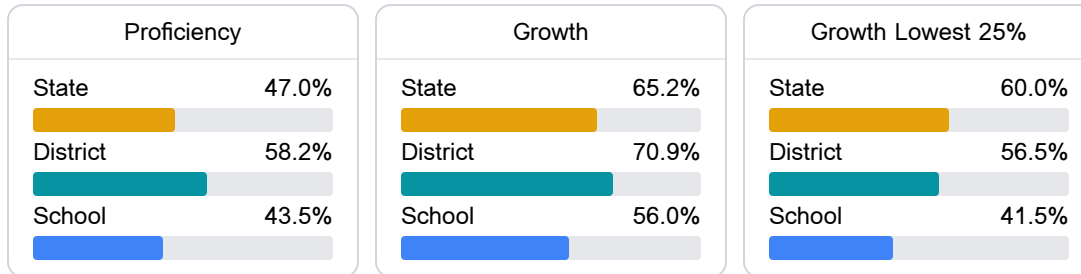 Proficiency
State 47.0%
District 58.2%
School 43.5%
Growth
State 65.2%
District 70.9%
School 56.0%
Growth Lowest 25%
State 60.0%
District 56.5%
School 41.5%